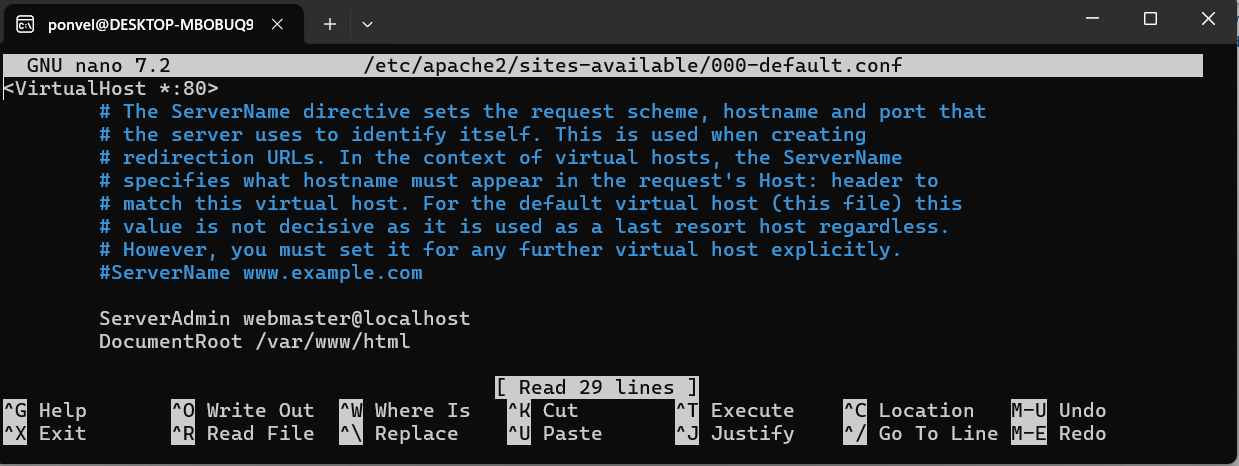 ponvel@DESKTOP-MBOBUQ9
GNU nano 7.2 /etc/apache2/sites-available/000-default.conf
<VirtualHost *:80>
# The ServerName directive sets the request scheme, hostname and port that
# the server uses to identify itself. This is used when creating
# redirection URLs. In the context of virtual hosts, the ServerName
# specifies what hostname must appear in the request's Host: header to
# match this virtual host. For the default virtual host (this file) this
# value is not decisive as it is used as a last resort host regardless.
# However, you must set it for any further virtual host explicitly.
#ServerName www.example.com
ServerAdmin webmaster@localhost
DocumentRoot /var/www/html
[ Read 29 lines ]
^G Help ^O Write Out ^W Where Is ^K Cut ^T Execute ^C Location M-U Undo
^X Exit ^R Read File ^\ Replace ^U Paste ^J Justify ^/ Go To Line M-E Redo